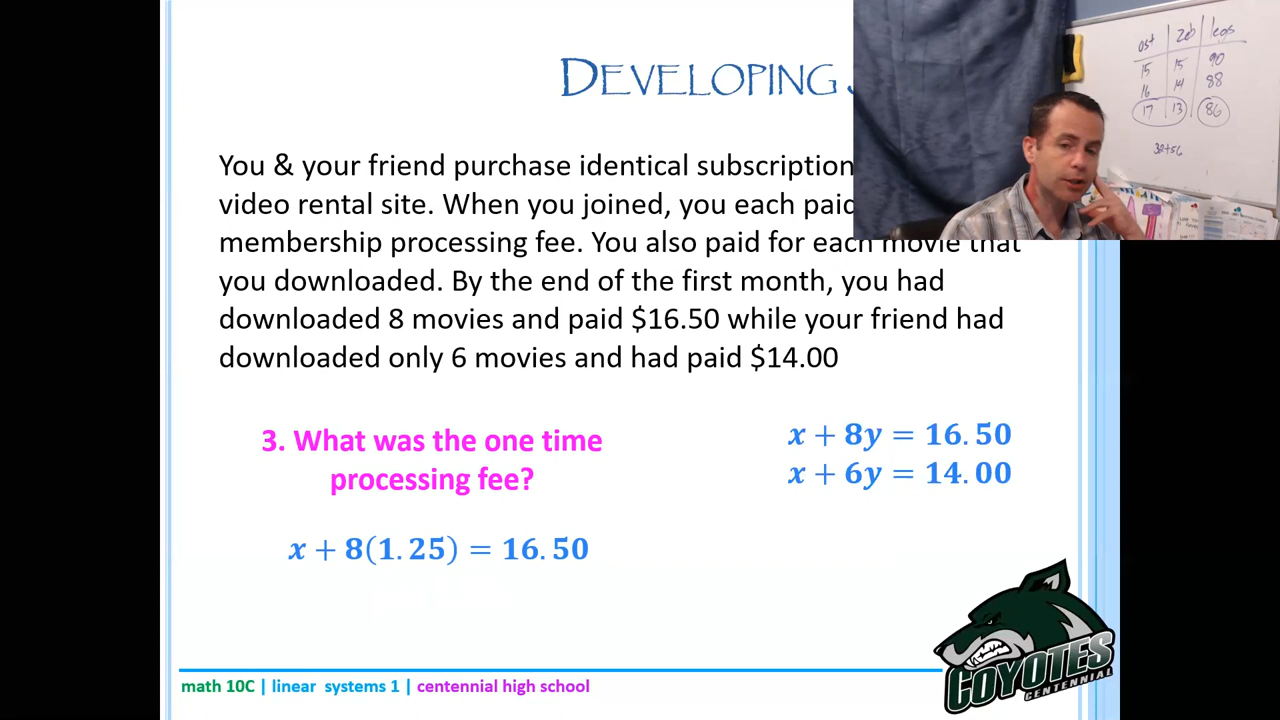 DEVELOPING
You & your friend purchase identical subscription
video rental site. When you joined, you each paid
membership processing fee. You also paid for each movie that
you downloaded. By the end of the first month, you had
downloaded 8 movies and paid $16.50 while your friend had
downloaded only 6 movies and had paid $14.00
3. What was the one time
processing fee?
x + 8y = 16.50
x + 6y = 14.00
x + 8(1.25) = 16.50
math 10C | linear systems 1 | centennial high school
COYOTES
CENTENNIAL
ost Zeb legs
15 15 90
16 14 88
17 13 86